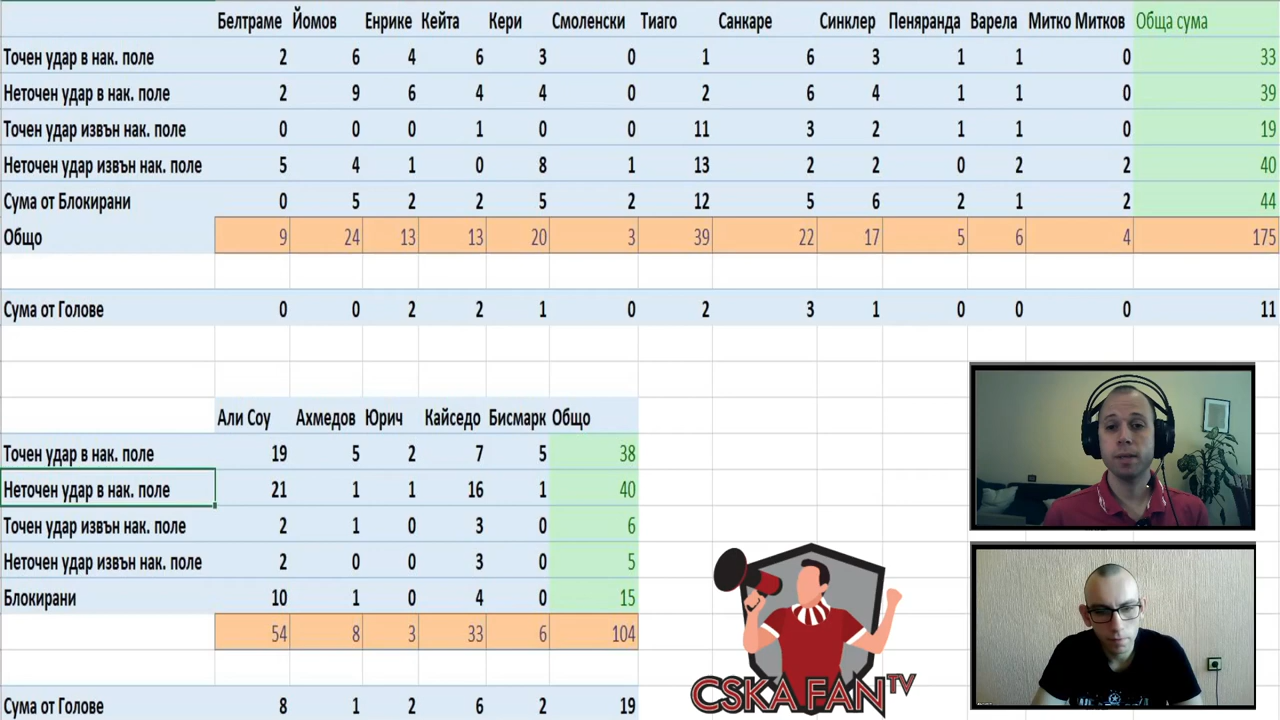 Белтраме Йомов Енрике Кейта Кери Смоленски Тиаго Санкаре Синклер Пеняранда Варела Митко Митков Обща сума
Точен удар в нак. поле 2 6 4 6 3 0 1 6 3 1 1 0 33
Неточен удар в нак. поле 2 9 6 4 4 0 2 6 4 1 1 0 39
Точен удар извън нак. поле 0 0 0 1 0 0 11 3 2 1 1 0 19
Неточен удар извън нак. поле 5 4 1 0 8 1 13 2 2 0 2 2 40
Сума от Блокирани 0 5 2 2 5 2 12 5 6 2 1 2 44
Общо 9 24 13 13 20 3 39 22 17 5 6 4 175
Сума от Голове 0 0 2 2 1 0 2 3 1 0 0 0 11
Али Соу Ахмедов Юрич Кайседо Бисмарк Общо
Точен удар в нак. поле 19 5 2 7 5 38
Неточен удар в нак. поле 21 1 1 16 1 40
Точен удар извън нак. поле 2 1 0 3 0 6
Неточен удар извън нак. поле 2 0 0 3 0 5
Блокирани 10 1 0 4 0 15
54 8 3 33 6 104
Сума от Голове 8 1 2 6 2 19
CSKA FAN TV